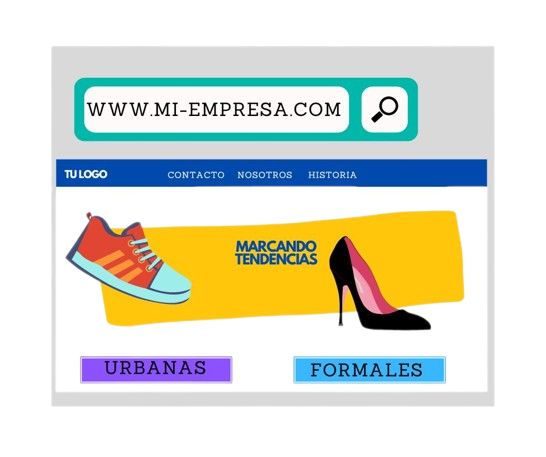 WWW.MI-EMPRESA.COM
TU LOGO
CONTACTO NOSOTROS HISTORIA
MARCANDO
TENDENCIAS
URBANAS
FORMALES